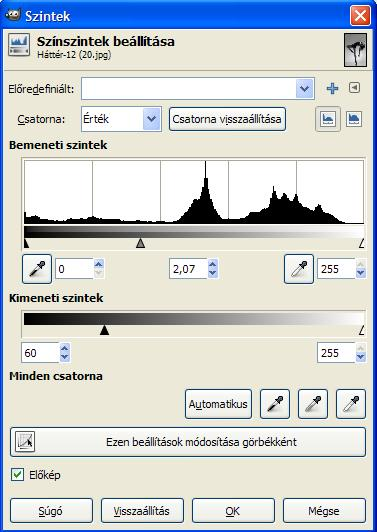 Szintek
Színszintek beállítása
Háttér-12 (20.jpg)
Előredefiniált:
Csatorna: Érték Csatorna visszaállítása
Bemeneti szintek
0 2,07 255
Kimeneti szintek
60 255
Minden csatorna
Automatikus
Ezen beállítások módosítása görbékként
Előkép
Súgó Visszaállítás OK Mégse